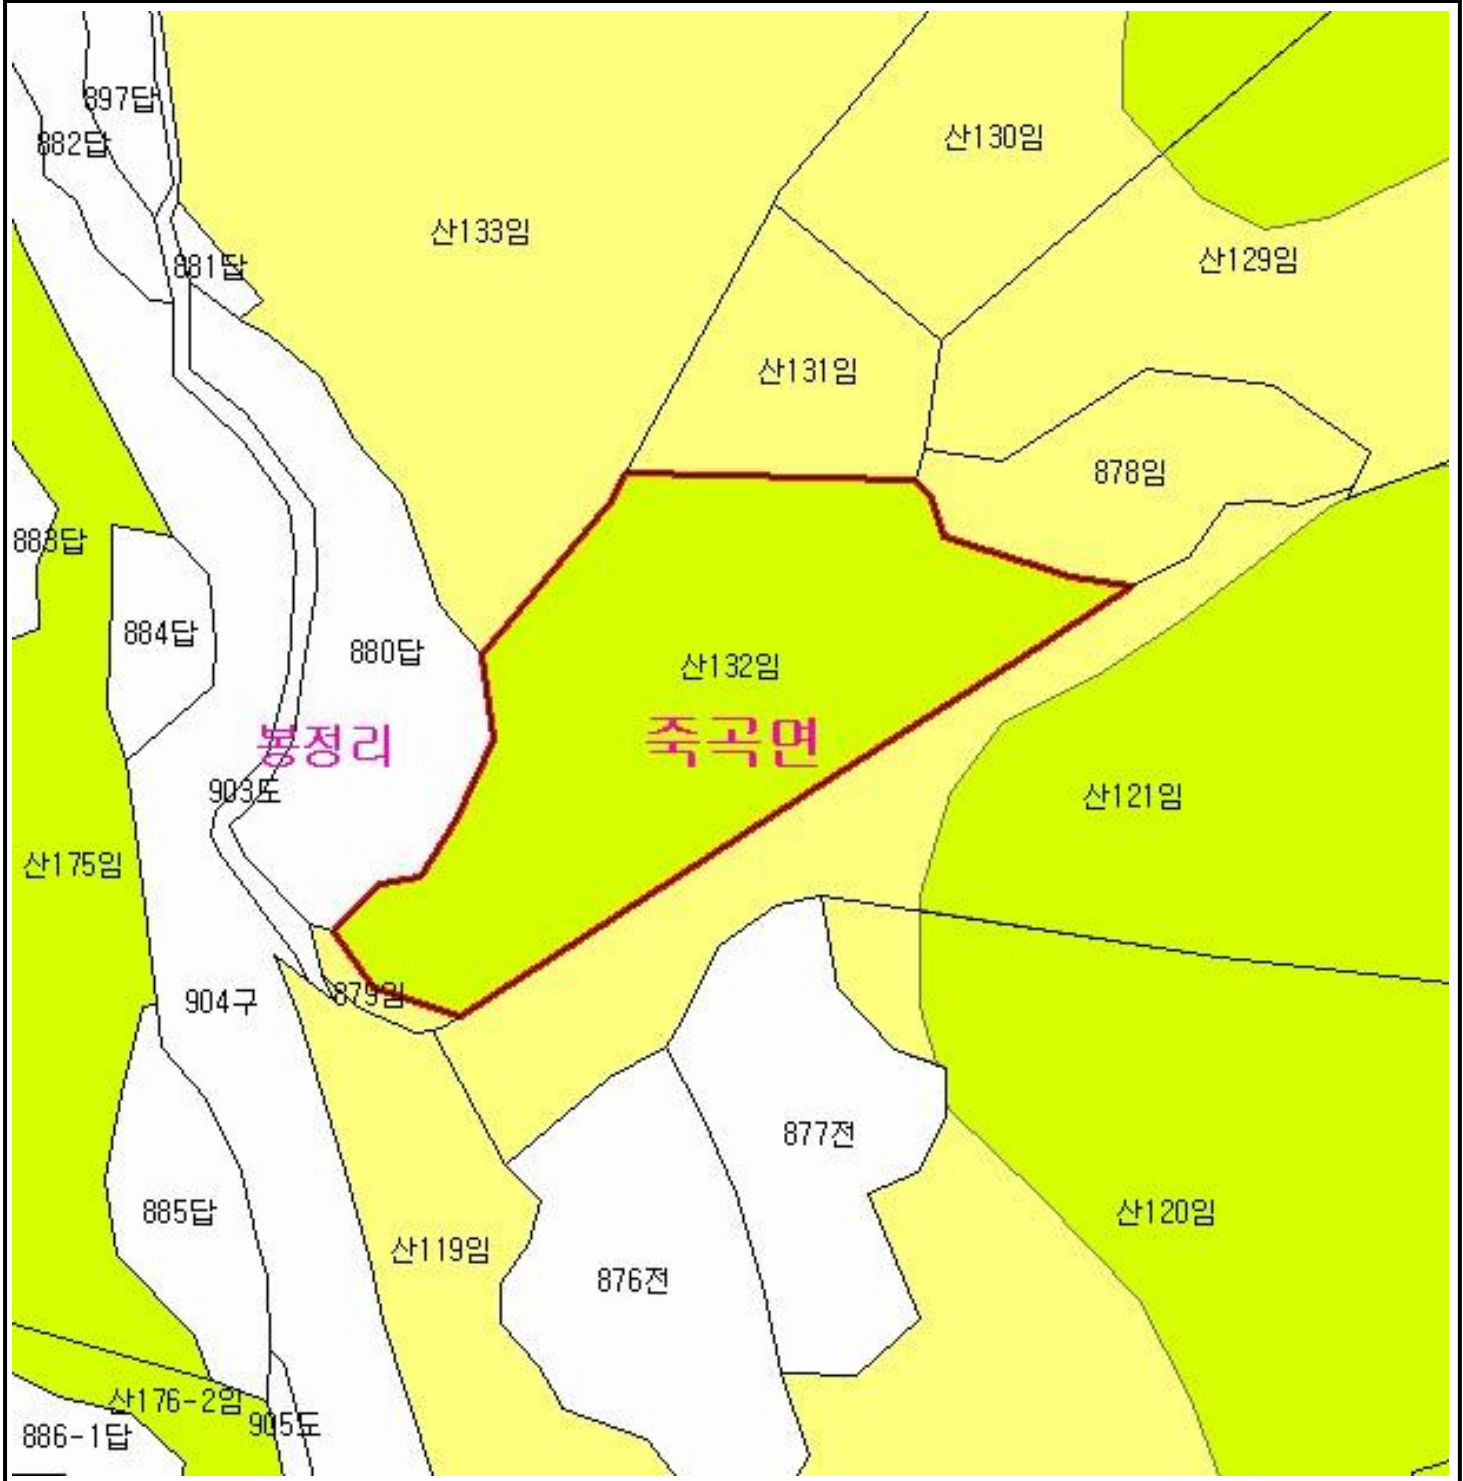 897답
산130임
882답
산133임
산129임
881답
산131임
878임
883답
884답
880답
산132임
봉정리
죽곡면
903도
산121임
산175임
879임
904구
877전
885답
산120임
산119임
876전
산176-2임
905도
886-1답